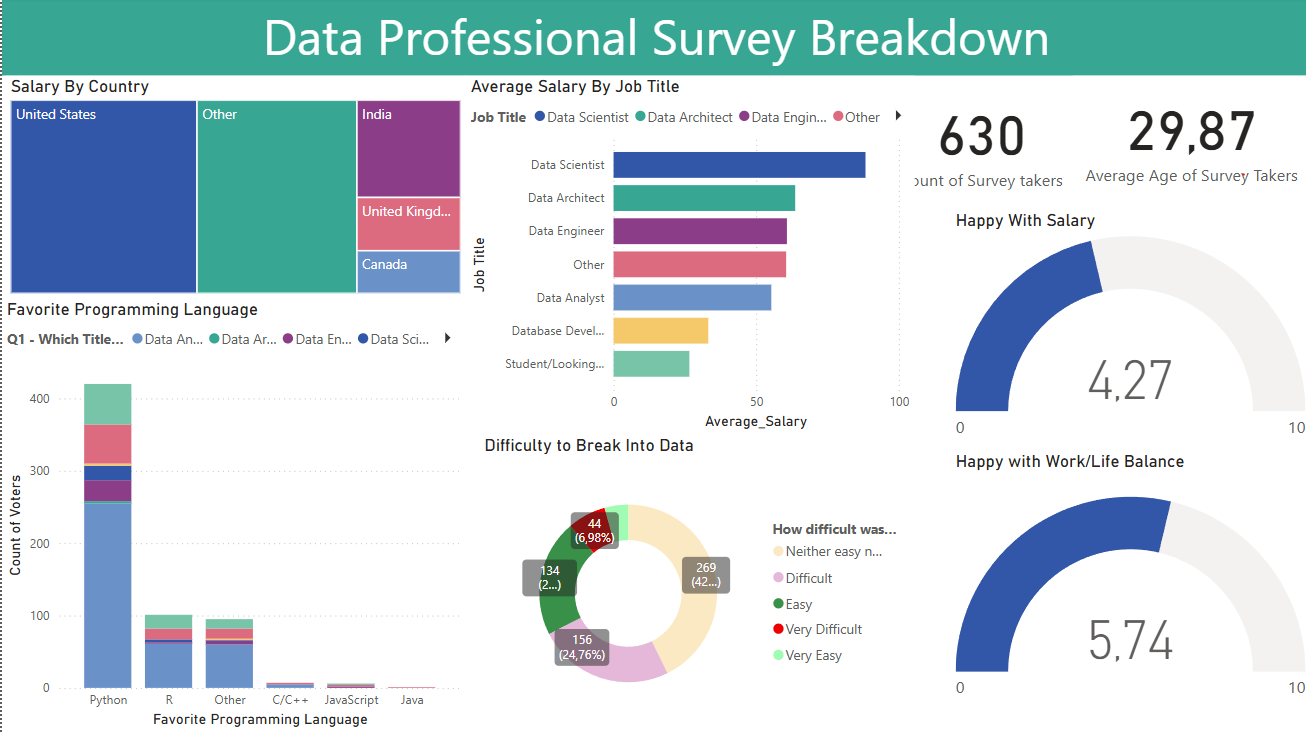 Data Professional Survey Breakdown
Salary By Country
United States
Other
India
United Kingd...
Canada
Average Salary By Job Title
Job Title Data Scientist Data Architect Data Engin... Other
Job Title
Data Scientist
Data Architect
Data Engineer
Other
Data Analyst
Database Devel...
Student/Looking...
0 50 100
Average_Salary
630
ount of Survey takers
29,87
Average Age of Survey Takers
Happy With Salary
4,27
0 10
Favorite Programming Language
Q1 - Which Title... Data An... Data Ar... Data En... Data Sci...
Count of Voters
400
300
200
100
0
Python R Other C/C++ JavaScript Java
Favorite Programming Language
Difficulty to Break Into Data
44
(6,98%)
134
(2...)
269
(42...)
156
(24,76%)
How difficult was...
Neither easy n...
Difficult
Easy
Very Difficult
Very Easy
Happy with Work/Life Balance
5,74
0 10